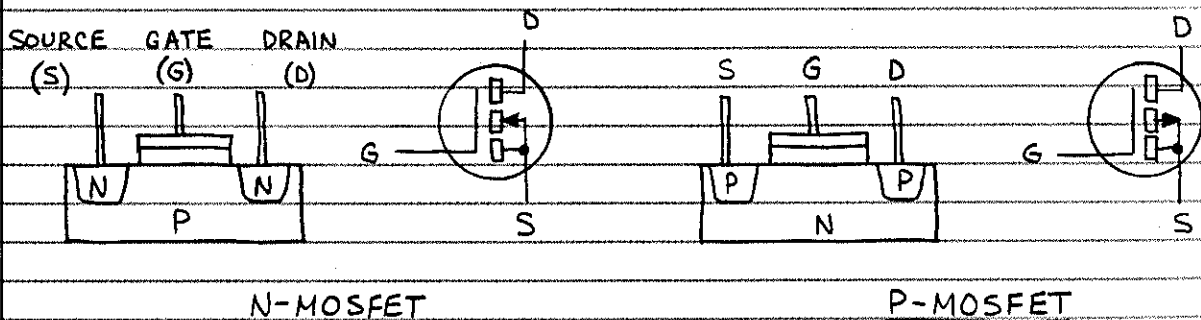 D
D
SOURCE GATE DRAIN
(S) (G) (D)
S G D
G
G
N N
P P
P
N
S
S
N-MOSFET
P-MOSFET